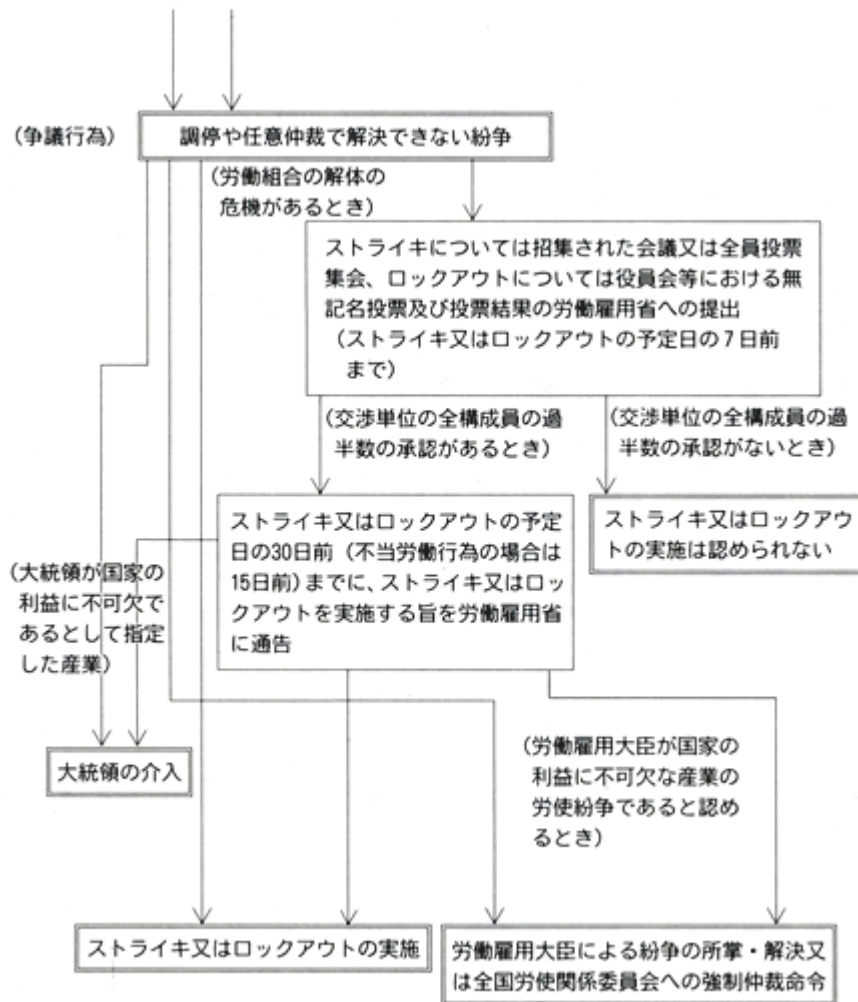 (争議行為)
調停や任意仲裁で解決できない紛争
(労働組合の解体の
危機があるとき)
ストライキについては招集された会議又は全員投票
集会、ロックアウトについては役員会等における無
記名投票及び投票結果の労働雇用省への提出
(ストライキ又はロックアウトの予定日の7日前
まで)
(交渉単位の全構成員の過
半数の承認があるとき)
(交渉単位の全構成員の過
半数の承認がないとき)
ストライキ又はロックアウトの予定
日の30日前(不当労働行為の場合は
15日前)までに、ストライキ又はロッ
クアウトを実施する旨を労働雇用省
に通告
ストライキ又はロックアウ
トの実施は認められない
(大統領が国家の
利益に不可欠で
あるとして指定
した産業)
大統領の介入
(労働雇用大臣が国家の
利益に不可欠な産業の
労使紛争であると認め
るとき)
ストライキ又はロックアウトの実施
労働雇用大臣による紛争の所掌・解決又
は全国労使関係委員会への強制仲裁命令